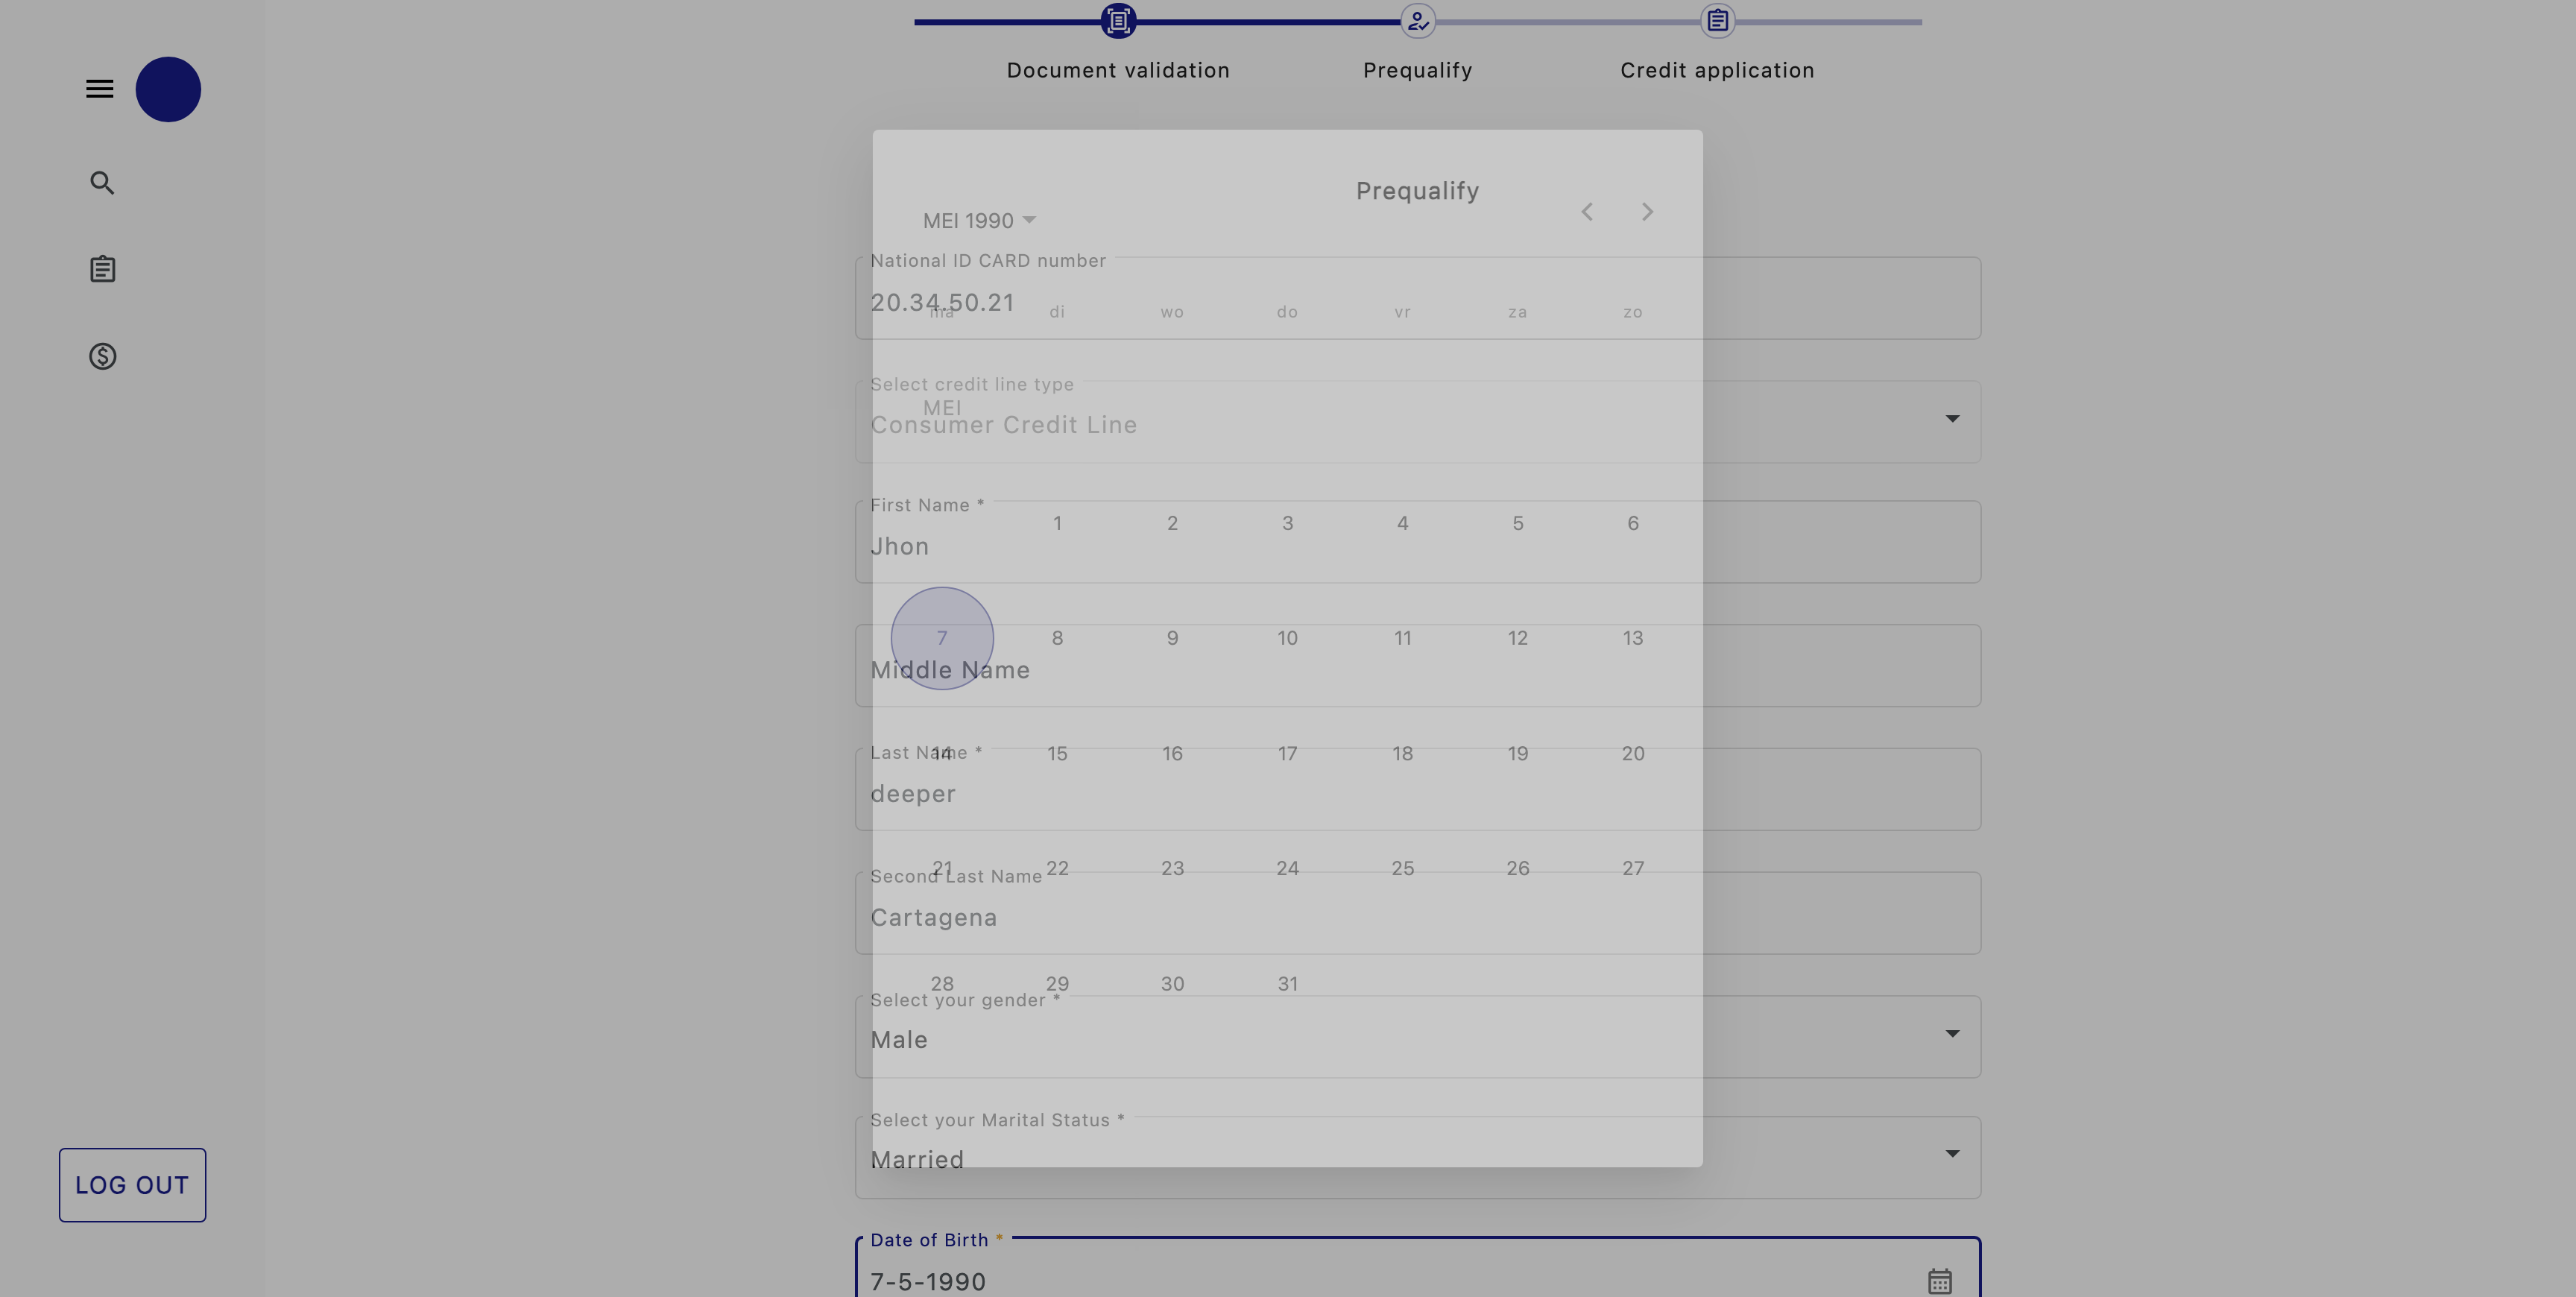 Document validation
Prequalify
Credit application
Prequalify
MEI 1990
National ID CARD number
20.34.50.21
ma di wo do vr za zo
Select credit line type
MEI
Consumer Credit Line
First Name *
1 2 3 4 5 6
Jhon
7 8 9 10 11 12 13
Middle Name
Last Name *
14 15 16 17 18 19 20
deeper
21 22 23 24 25 26 27
Second Last Name
Cartagena
28 29 30 31
Select your gender *
Male
Select your Marital Status *
Married
LOG OUT
Date of Birth *
7-5-1990